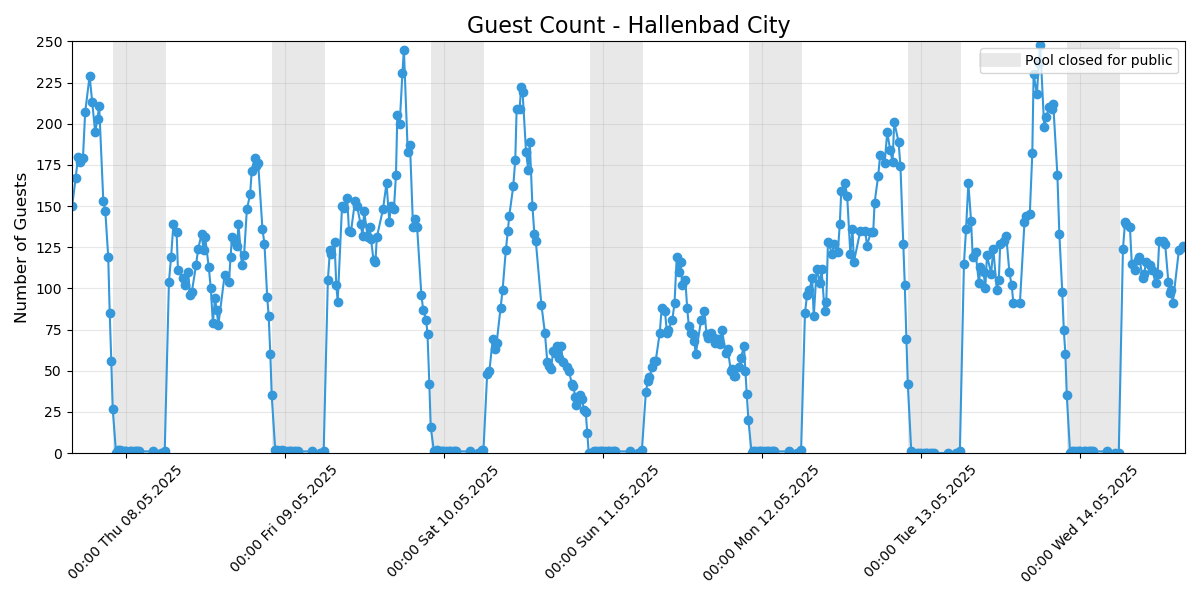 Guest Count - Hallenbad City
Number of Guests
250
225
200
175
150
125
100
75
50
25
0
Pool closed for public
00:00 Thu 08.05.2025
00:00 Fri 09.05.2025
00:00 Sat 10.05.2025
00:00 Sun 11.05.2025
00:00 Mon 12.05.2025
00:00 Tue 13.05.2025
00:00 Wed 14.05.2025